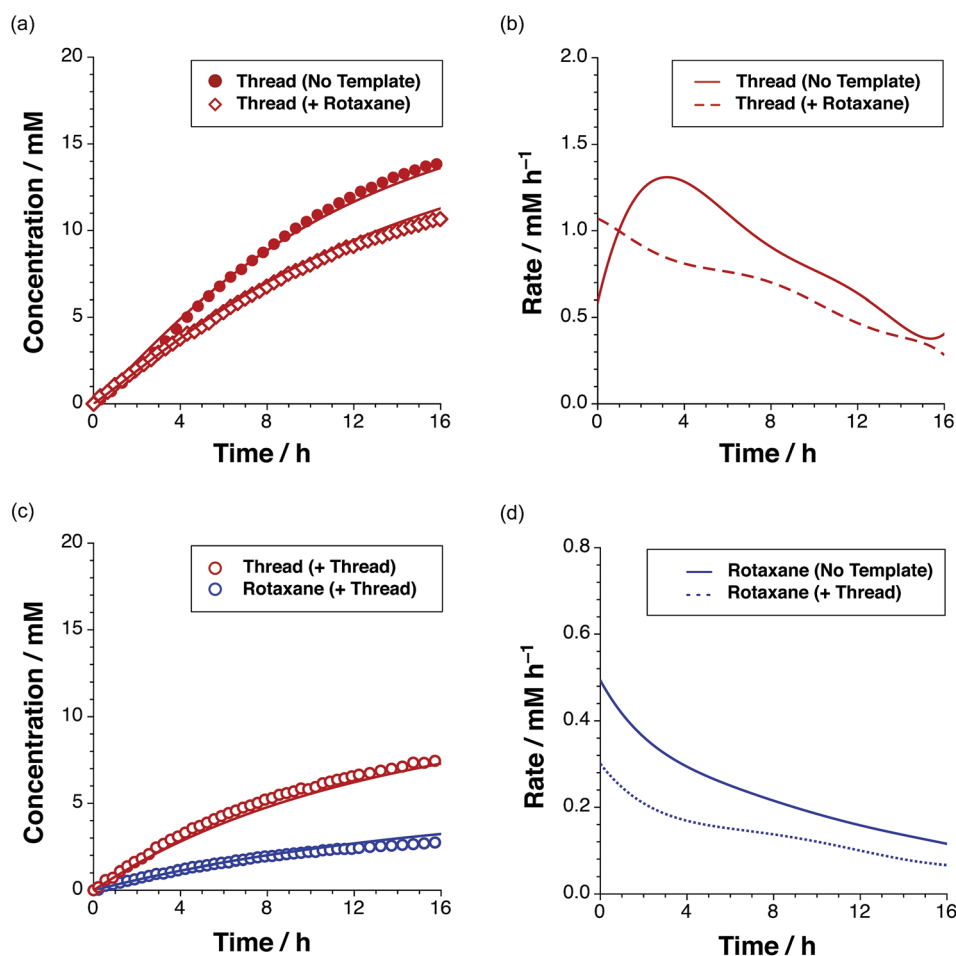 (a)
20
15
10
5
0
Concentration / mM
Thread (No Template)
Thread (+ Rotaxane)
0 4 8 12 16
Time / h
(b)
2.0
1.5
1.0
0.5
0.0
Rate / mM h⁻¹
Thread (No Template)
Thread (+ Rotaxane)
0 4 8 12 16
Time / h
(c)
20
15
10
5
0
Concentration / mM
Thread (+ Thread)
Rotaxane (+ Thread)
0 4 8 12 16
Time / h
(d)
0.8
0.6
0.4
0.2
0.0
Rate / mM h⁻¹
Rotaxane (No Template)
Rotaxane (+ Thread)
0 4 8 12 16
Time / h